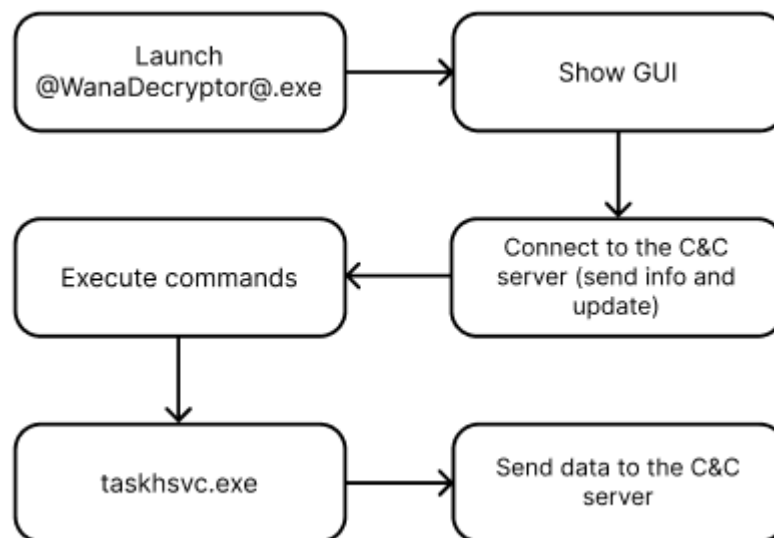 Launch
@WanaDecryptor@.exe
Show GUI
Connect to the C&C
server (send info and
update)
Execute commands
taskhsvc.exe
Send data to the C&C
server